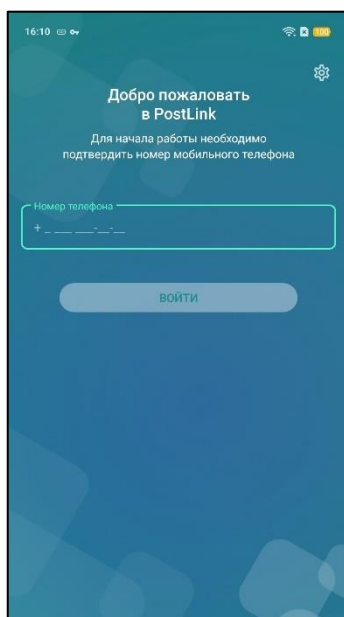 16:10
100
Добро пожаловать
в PostLink
Для начала работы необходимо
подтвердить номер мобильного телефона
Номер телефона
+ _ ___ ___-__-__
ВОЙТИ